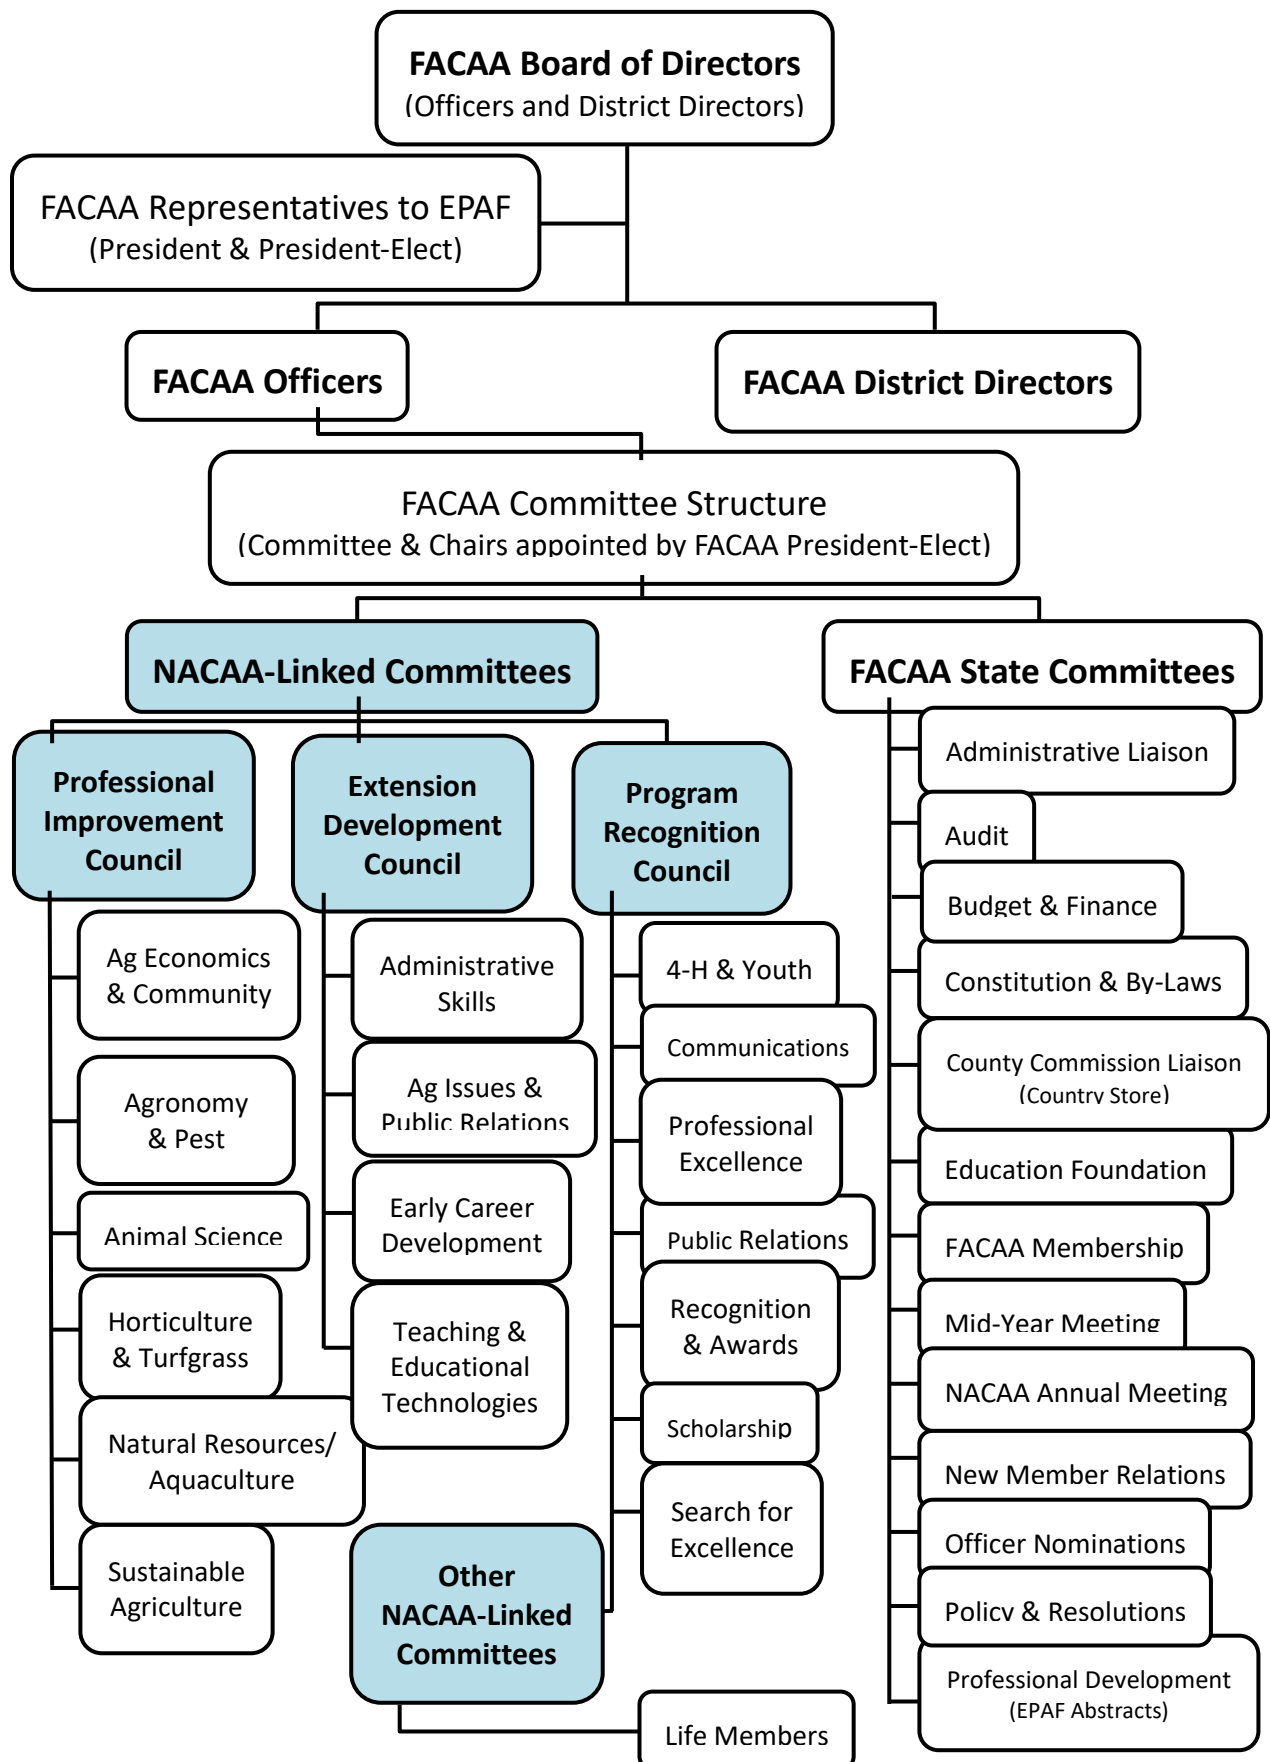 FACAA Board of Directors
(Officers and District Directors)
FACAA Representatives to EPAF
(President & President-Elect)
FACAA Officers
FACAA District Directors
FACAA Committee Structure
(Committee & Chairs appointed by FACAA President-Elect)
NACAA-Linked Committees
FACAA State Committees
Professional
Improvement
Council
Ag Economics
& Community
Agronomy
& Pest
Animal Science
Horticulture
& Turfgrass
Natural Resources/
Aquaculture
Sustainable
Agriculture
Extension
Development
Council
Administrative
Skills
Ag Issues &
Public Relations
Early Career
Development
Teaching &
Educational
Technologies
Program
Recognition
Council
4-H & Youth
Communications
Professional
Excellence
Public Relations
Recognition
& Awards
Scholarship
Search for
Excellence
Other
NACAA-Linked
Committees
Life Members
Administrative Liaison
Audit
Budget & Finance
Constitution & By-Laws
County Commission Liaison
(Country Store)
Education Foundation
FACAA Membership
Mid-Year Meeting
NACAA Annual Meeting
New Member Relations
Officer Nominations
Policy & Resolutions
Professional Development
(EPAF Abstracts)